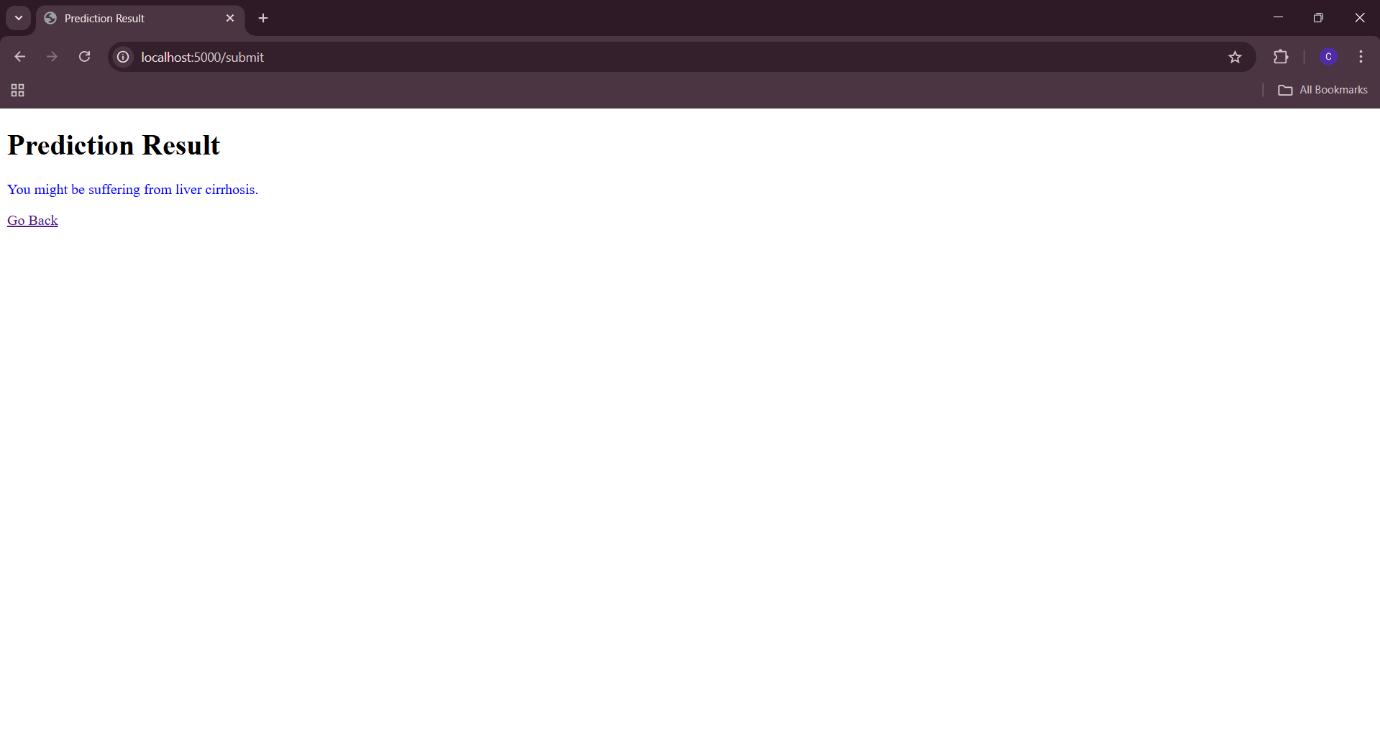 Prediction Result
localhost:5000/submit
C
All Bookmarks
Prediction Result
You might be suffering from liver cirrhosis.
Go Back